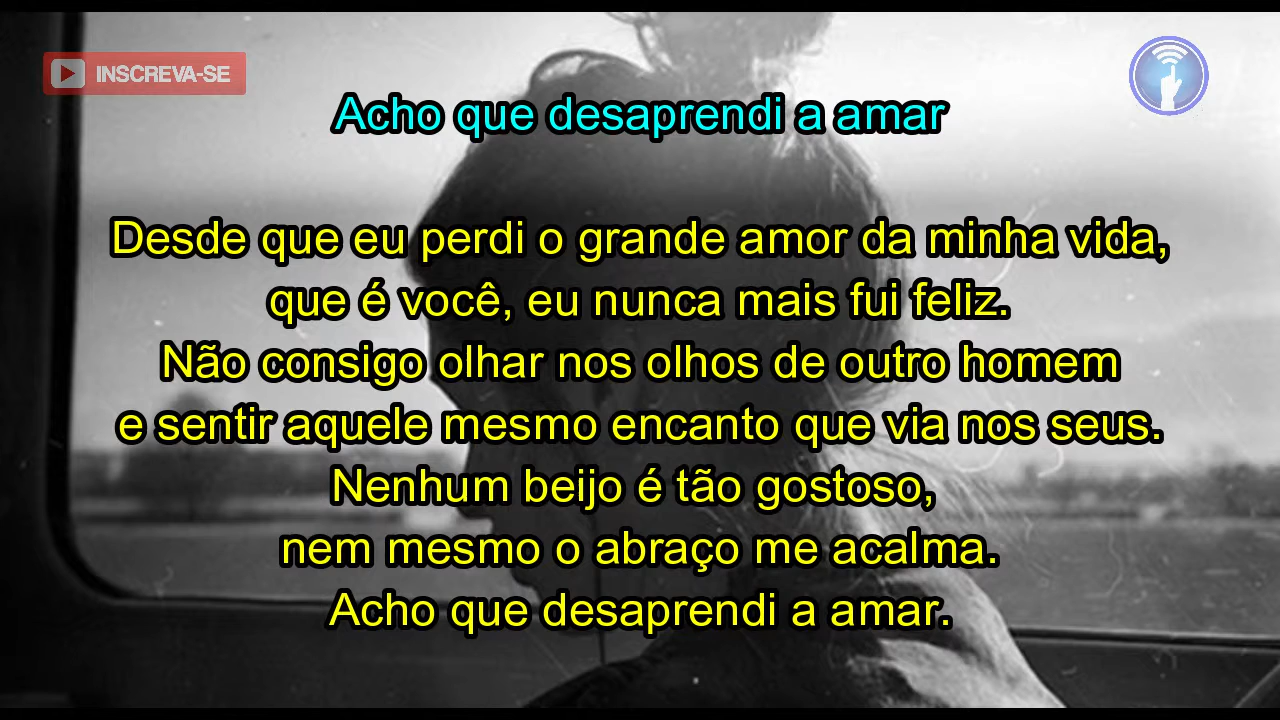 INSCREVA-SE
Acho que desaprendi a amar
Desde que eu perdi o grande amor da minha vida,
que é você, eu nunca mais fui feliz.
Não consigo olhar nos olhos de outro homem
e sentir aquele mesmo encanto que via nos seus.
Nenhum beijo é tão gostoso,
nem mesmo o abraço me acalma.
Acho que desaprendi a amar.